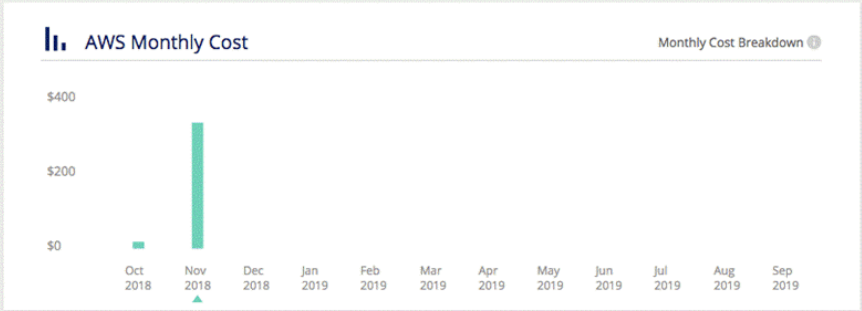 AWS Monthly Cost
Monthly Cost Breakdown i
$400
$200
$0
Oct 2018
Nov 2018
Dec 2018
Jan 2019
Feb 2019
Mar 2019
Apr 2019
May 2019
Jun 2019
Jul 2019
Aug 2019
Sep 2019